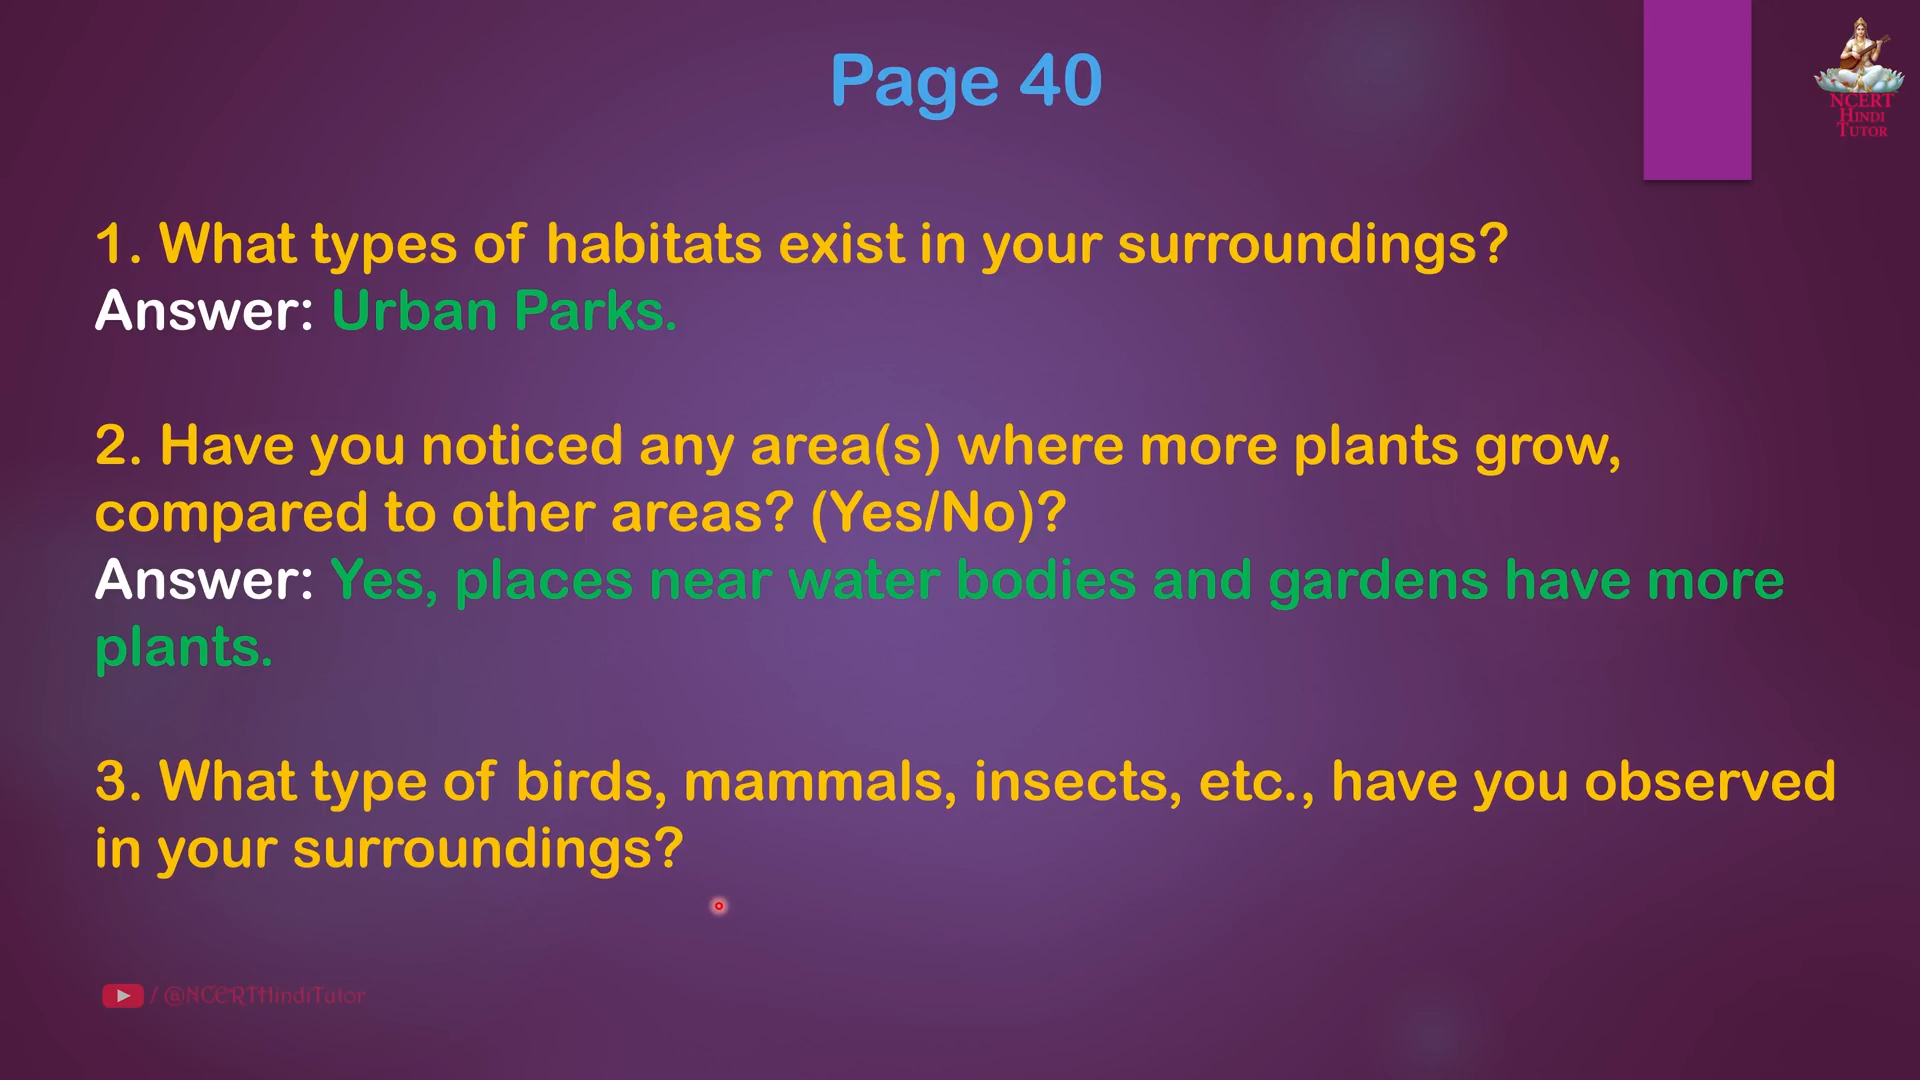 Page 40
NCERT
HINDI
TUTOR
1. What types of habitats exist in your surroundings?
Answer: Urban Parks.
2. Have you noticed any area(s) where more plants grow,
compared to other areas? (Yes/No)?
Answer: Yes, places near water bodies and gardens have more
plants.
3. What type of birds, mammals, insects, etc., have you observed
in your surroundings?
/ @NCERTHindiTutor